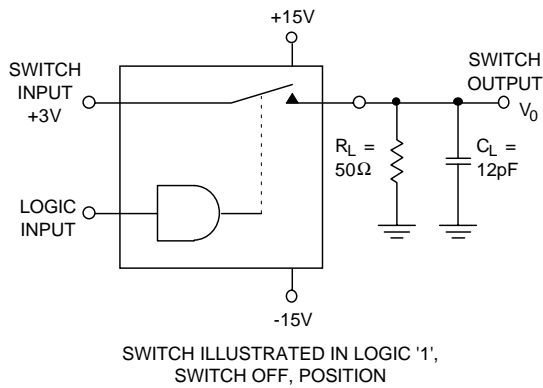 +15V
SWITCH
INPUT
+3V
SWITCH
OUTPUT
V0
RL =
50Ω
CL =
12pF
LOGIC
INPUT
-15V
SWITCH ILLUSTRATED IN LOGIC '1',
SWITCH OFF, POSITION